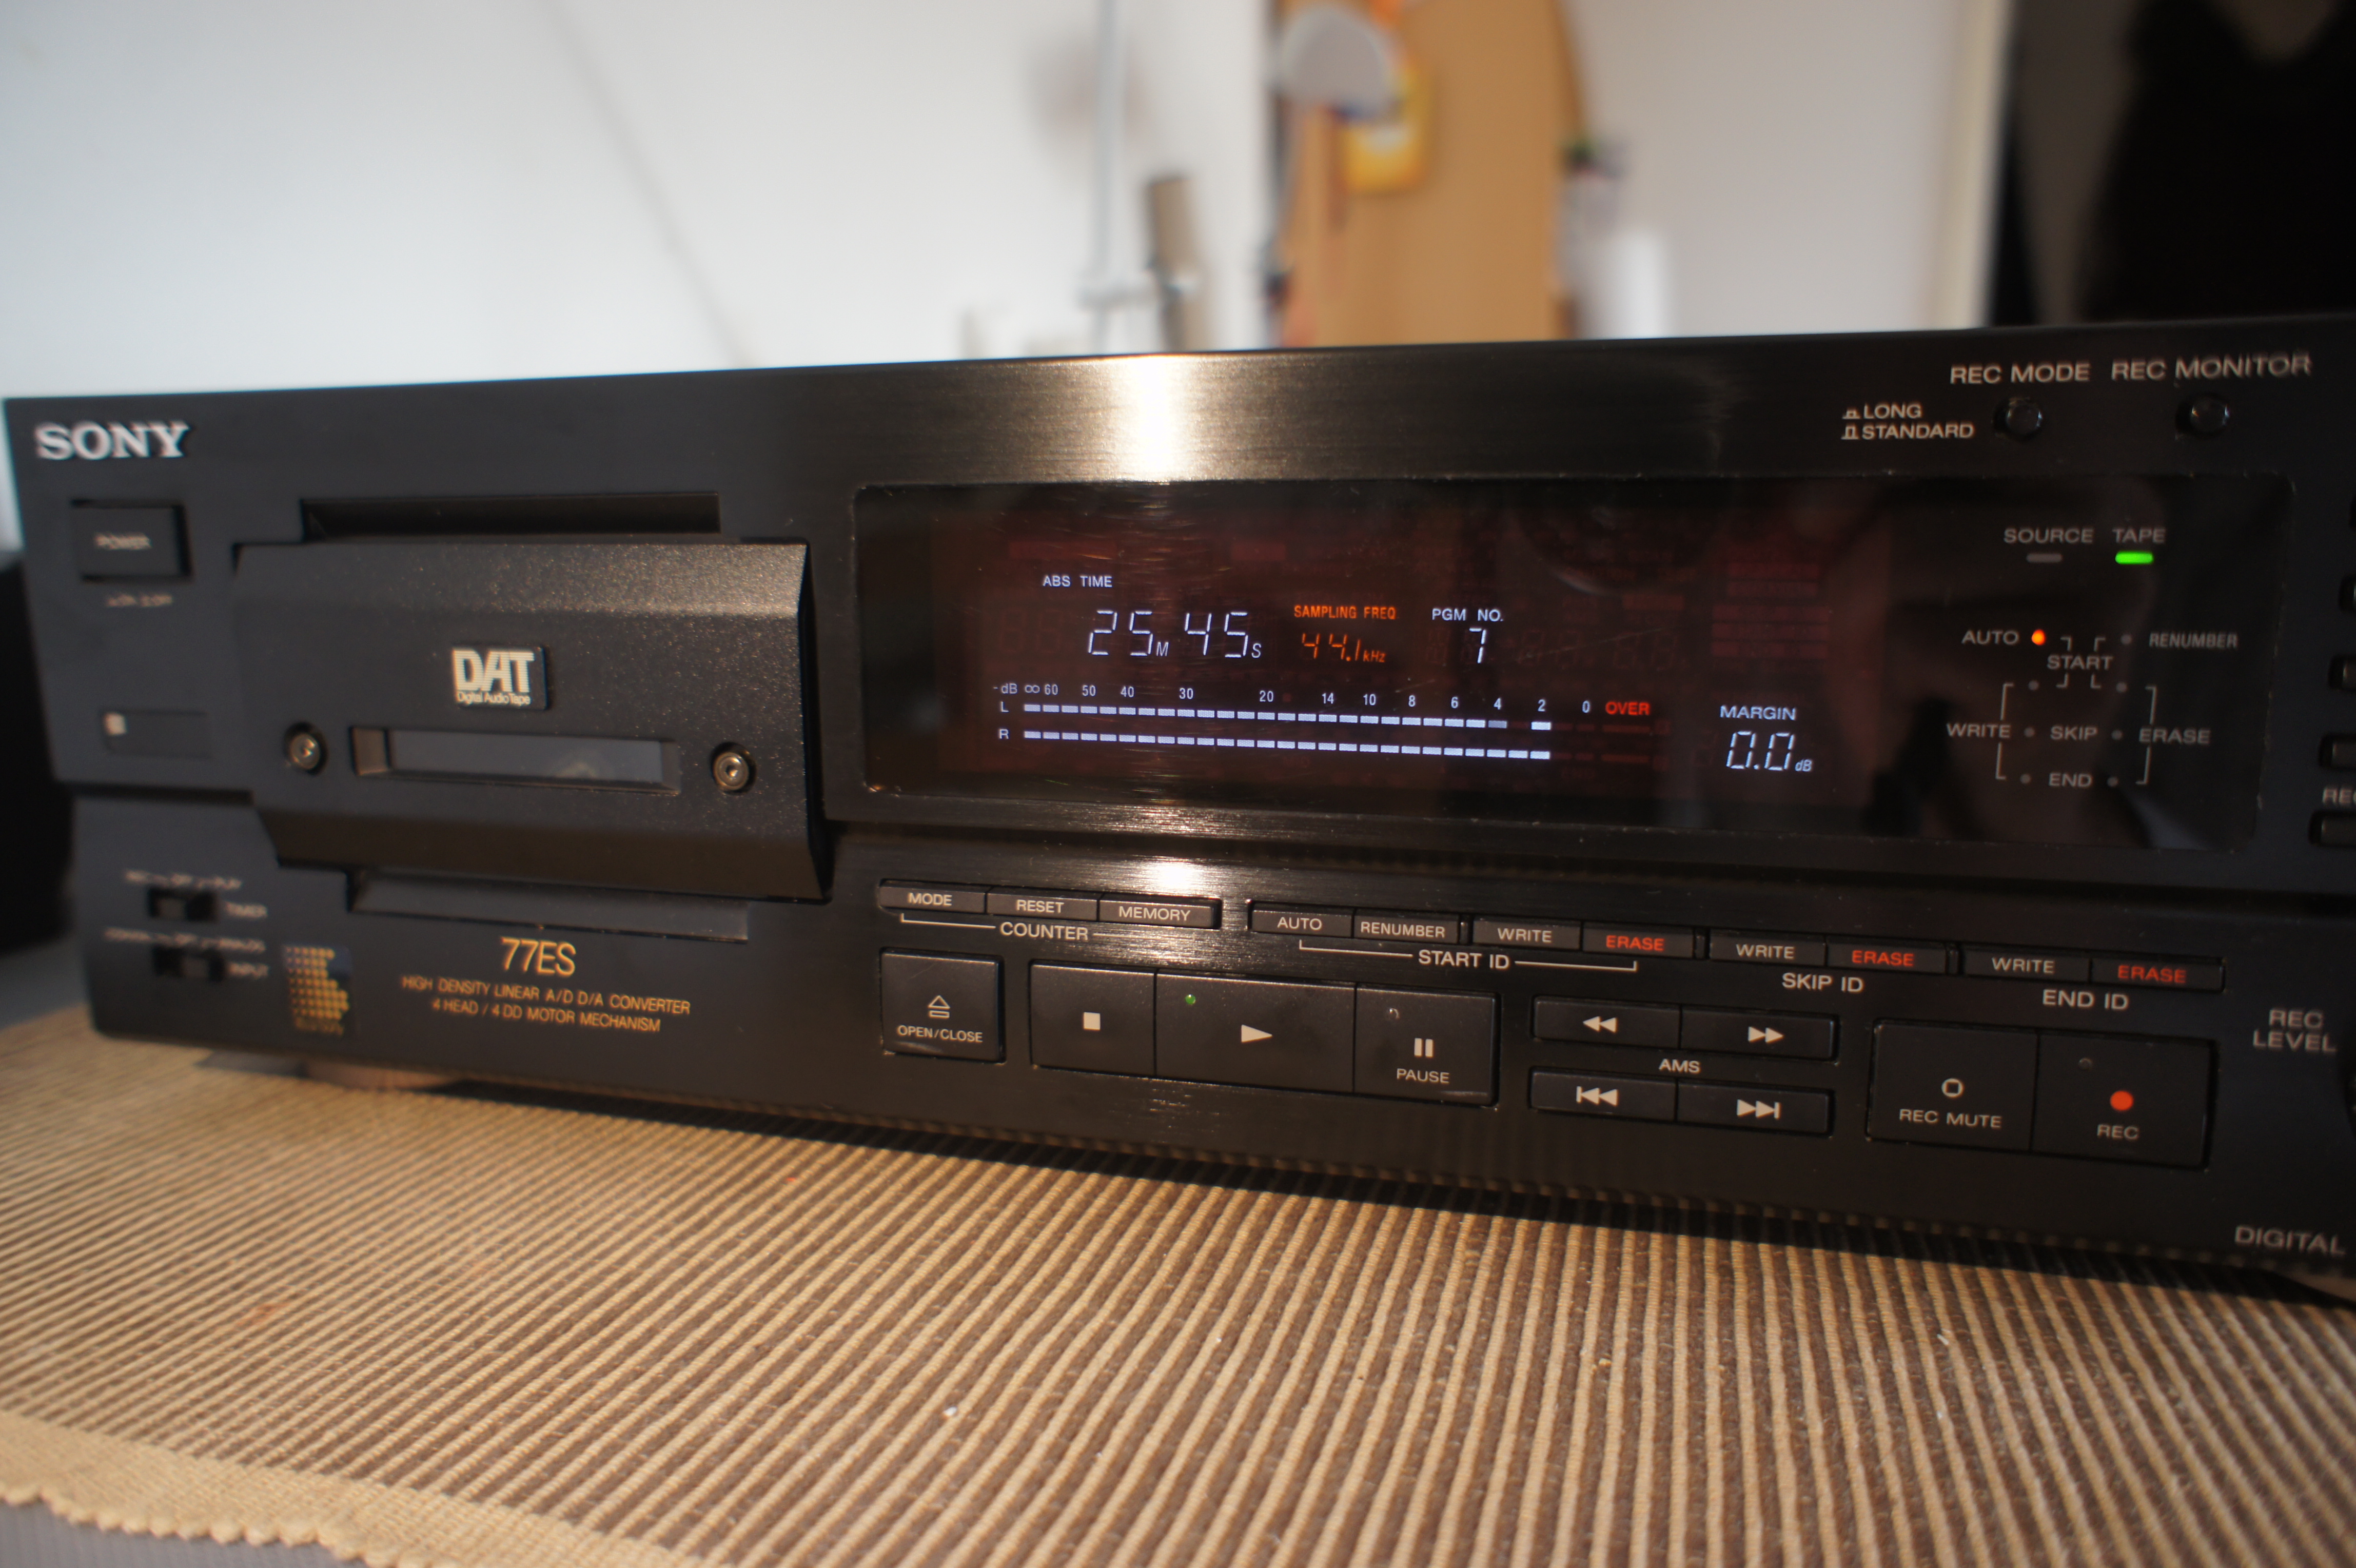 REC MODE REC MONITOR
LONG
STANDARD
SONY
POWER
SOURCE TAPE
ABS TIME
SAMPLING FREQ PGM NO.
25M 45S 44.1kHz 7
AUTO RENUMBER
START
DAT
Digital Audio Tape
-dB ∞ 60 50 40 30 20 14 10 8 6 4 2 0 OVER
L
R
MARGIN
0.0dB
WRITE SKIP ERASE
END
TIMER
INPUT
MODE RESET MEMORY
COUNTER
AUTO RENUMBER WRITE ERASE
START ID
WRITE ERASE
SKIP ID
WRITE ERASE
END ID
77ES
HIGH DENSITY LINEAR A/D D/A CONVERTER
4 HEAD / 4 DD MOTOR MECHANISM
OPEN/CLOSE
PAUSE
AMS
REC MUTE
REC
REC
LEVEL
DIGITAL